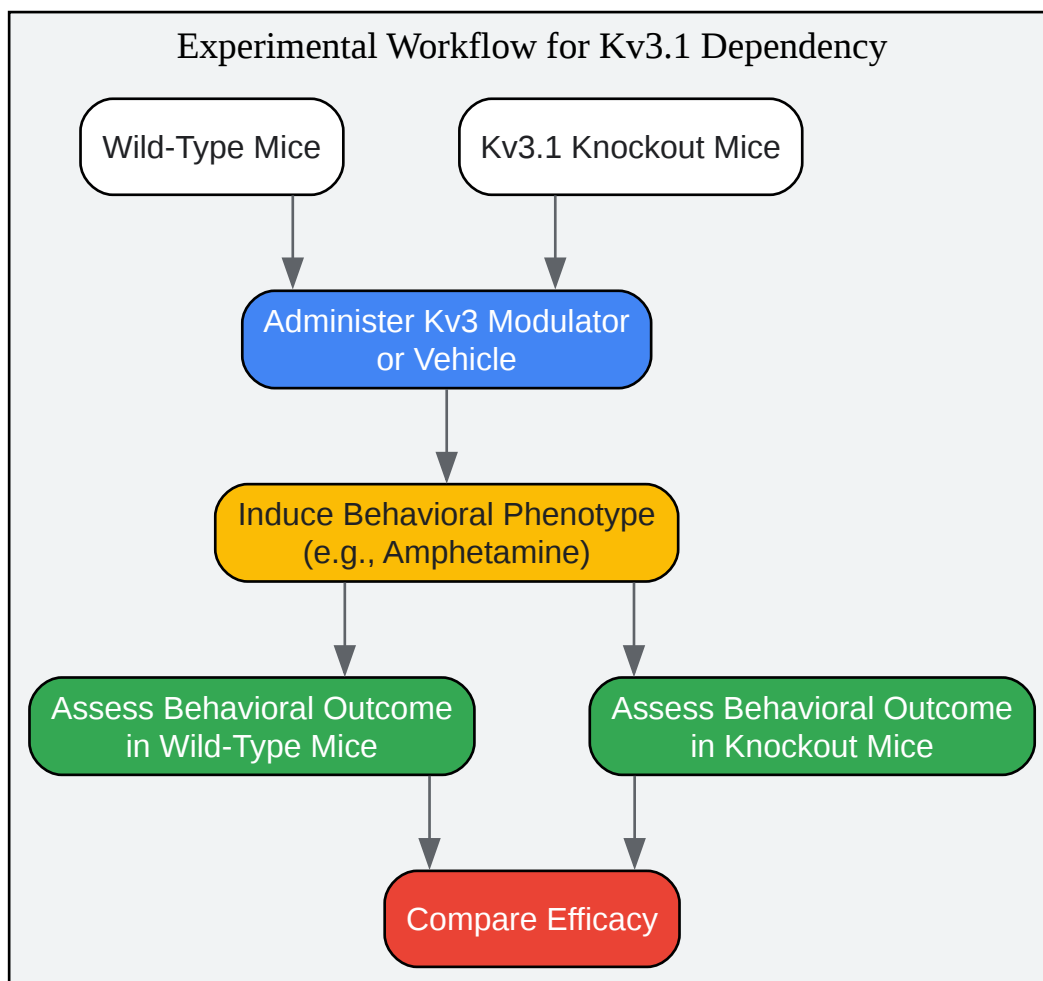 Experimental Workflow for Kv3.1 Dependency
Wild-Type Mice
Kv3.1 Knockout Mice
Administer Kv3 Modulator
or Vehicle
Induce Behavioral Phenotype
(e.g., Amphetamine)
Assess Behavioral Outcome
in Wild-Type Mice
Assess Behavioral Outcome
in Knockout Mice
Compare Efficacy